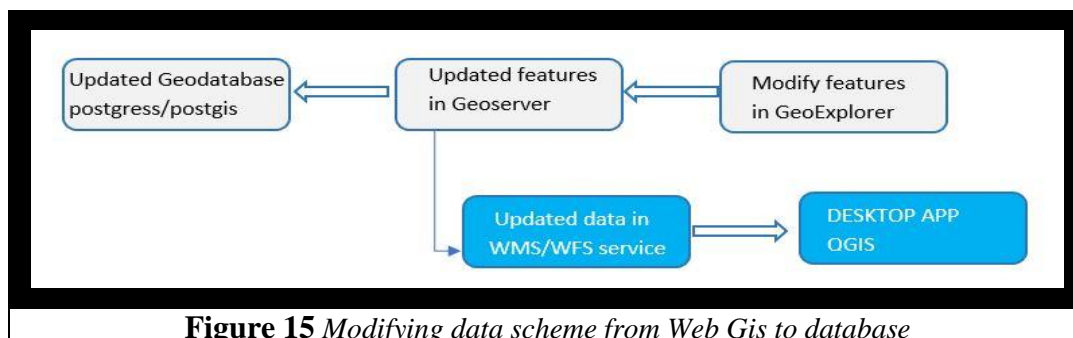 Updated Geodatabase
postgress/postgis
Updated features
in Geoserver
Modify features
in GeoExplorer
Updated data in
WMS/WFS service
DESKTOP APP
QGIS
Figure 15 Modifying data scheme from Web Gis to database